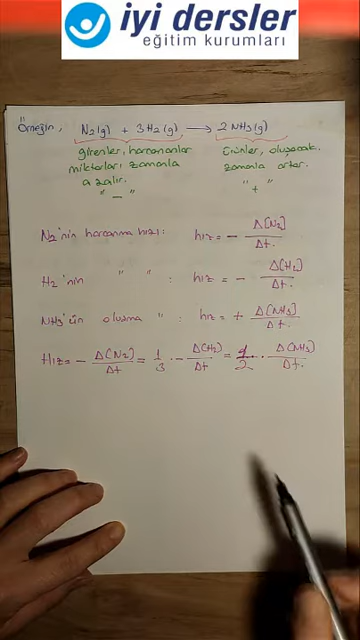 iyi dersler
eğitim kurumları
Örneğin, N₂(g) + 3H₂(g) → 2NH₃(g)
girenler, harcananlar ürünler, oluşacak.
miktarları zamanla zamanla artar.
azalır. " + "
" – "
N₂'nin harcanma hızı: hız = – Δ[N₂]/Δt.
H₂'nin " " : hız = – Δ[H₂]/Δt.
NH₃'ün oluşma " : hız = + Δ[NH₃]/Δt.
Hız = – Δ[N₂]/Δt = 1/3 · – Δ[H₂]/Δt = 1/2 · Δ[NH₃]/Δt.